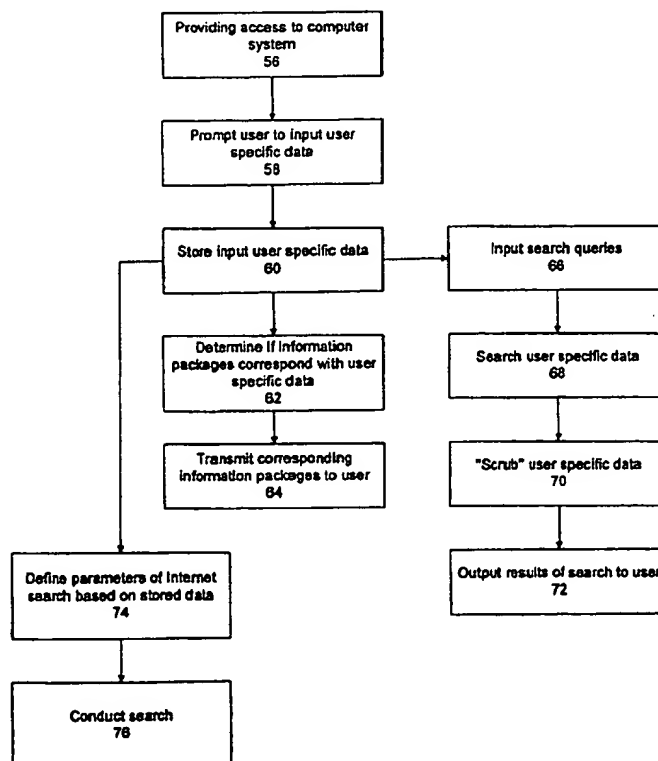 Providing access to computer
system
56
Prompt user to input user
specific data
58
Store input user specific data
60
Input search queries
66
Determine if information
packages correspond with user
specific data
62
Search user specific data
68
Transmit corresponding
information packages to user
64
"Scrub" user specific data
70
Define parameters of Internet
search based on stored data
74
Output results of search to user
72
Conduct search
76